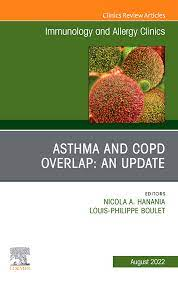 Clinics Review Articles
Immunology and Allergy Clinics
ASTHMA AND COPD
OVERLAP: AN UPDATE
EDITORS
NICOLA A. HANANIA
LOUIS-PHILIPPE BOULET
ELSEVIER
August 2022